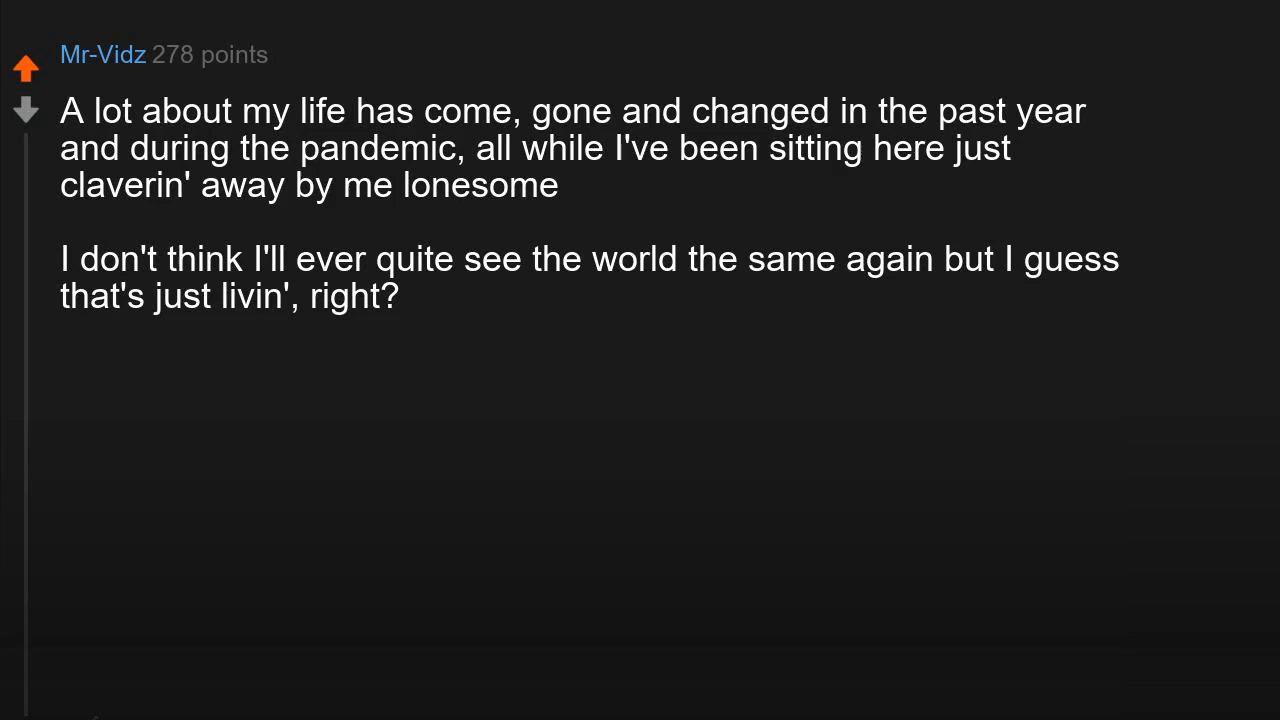 Mr-Vidz 278 points
A lot about my life has come, gone and changed in the past year
and during the pandemic, all while I've been sitting here just
claverin' away by me lonesome
I don't think I'll ever quite see the world the same again but I guess
that's just livin', right?